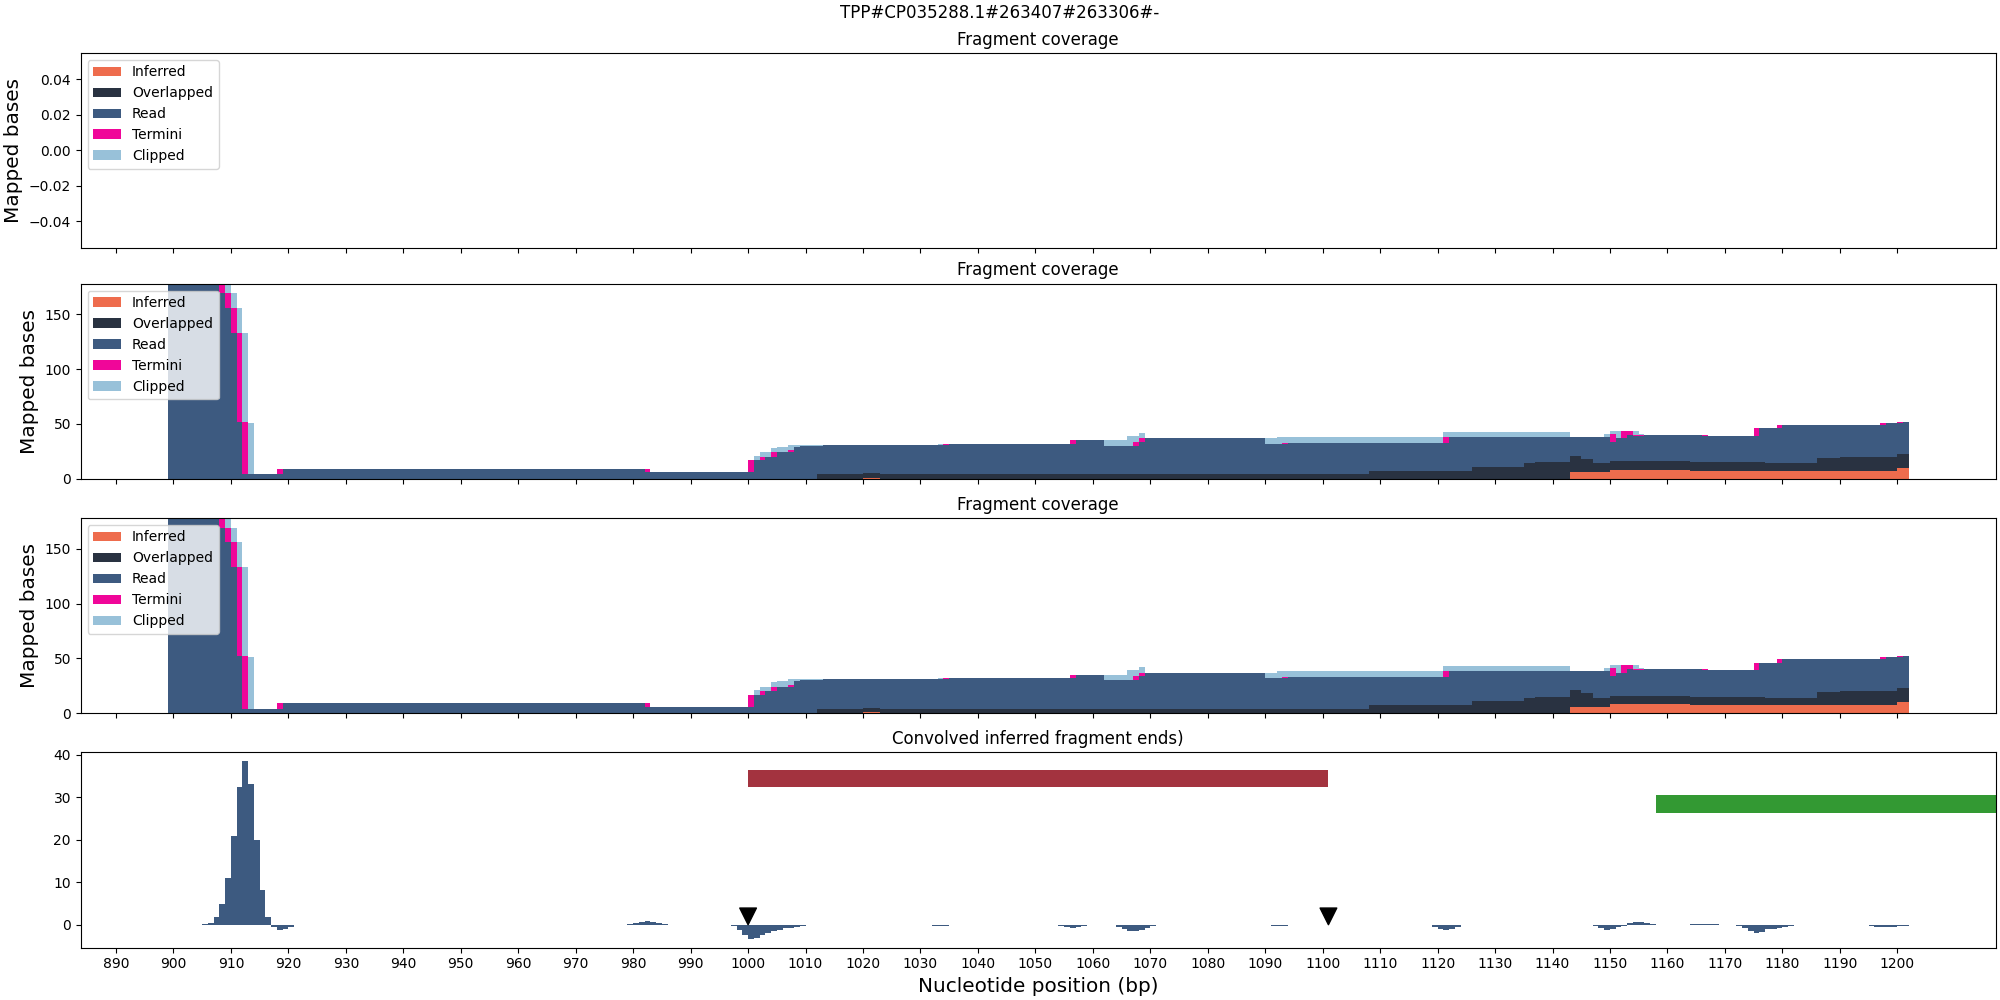 TPP#CP035288.1#263407#263306#-
Fragment coverage
Mapped bases
0.04
0.02
0.00
−0.02
−0.04
Inferred
Overlapped
Read
Termini
Clipped
Fragment coverage
Mapped bases
150
100
50
0
Inferred
Overlapped
Read
Termini
Clipped
Fragment coverage
Mapped bases
150
100
50
0
Inferred
Overlapped
Read
Termini
Clipped
Convolved inferred fragment ends)
40
30
20
10
0
890 900 910 920 930 940 950 960 970 980 990 1000 1010 1020 1030 1040 1050 1060 1070 1080 1090 1100 1110 1120 1130 1140 1150 1160 1170 1180 1190 1200
Nucleotide position (bp)